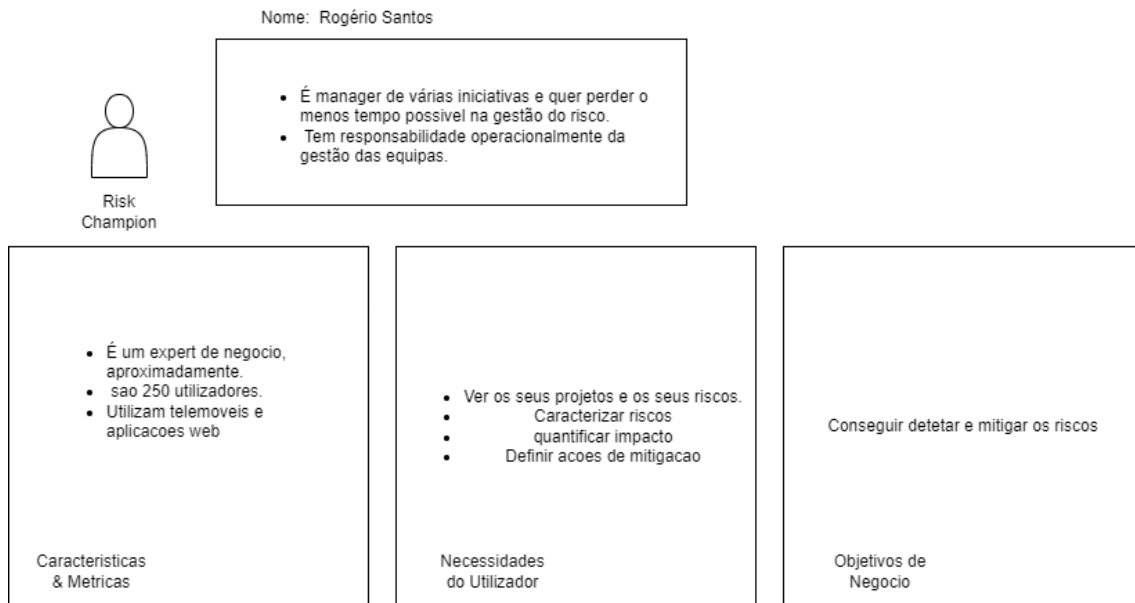 Nome: Rogério Santos
• É manager de várias iniciativas e quer perder o
menos tempo possivel na gestão do risco.
• Tem responsabilidade operacionalmente da
gestão das equipas.
Risk
Champion
• É um expert de negocio,
aproximadamente.
• sao 250 utilizadores.
• Utilizam telemoveis e
aplicacoes web
Caracteristicas
& Metricas
• Ver os seus projetos e os seus riscos.
• Caracterizar riscos
• quantificar impacto
• Definir acoes de mitigacao
Necessidades
do Utilizador
Conseguir detetar e mitigar os riscos
Objetivos de
Negocio